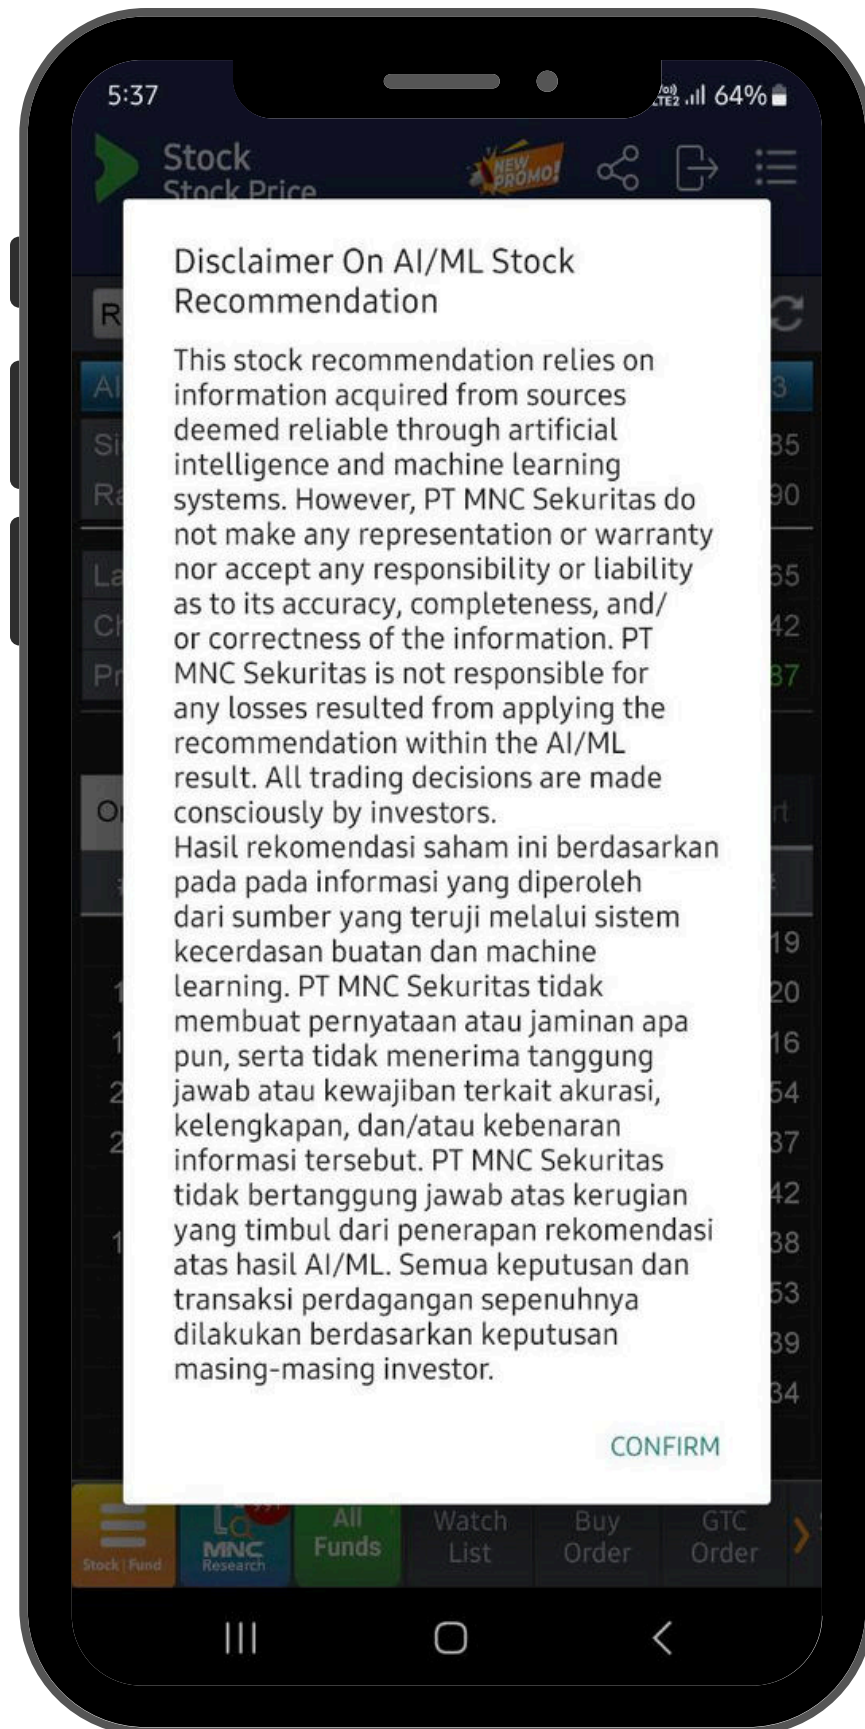 5:37
LTE2 64%
Stock
Stock Price
NEW
PROMO!
Disclaimer On AI/ML Stock
Recommendation
This stock recommendation relies on
information acquired from sources
deemed reliable through artificial
intelligence and machine learning
systems. However, PT MNC Sekuritas do
not make any representation or warranty
nor accept any responsibility or liability
as to its accuracy, completeness, and/
or correctness of the information. PT
MNC Sekuritas is not responsible for
any losses resulted from applying the
recommendation within the AI/ML
result. All trading decisions are made
consciously by investors.
Hasil rekomendasi saham ini berdasarkan
pada pada informasi yang diperoleh
dari sumber yang teruji melalui sistem
kecerdasan buatan dan machine
learning. PT MNC Sekuritas tidak
membuat pernyataan atau jaminan apa
pun, serta tidak menerima tanggung
jawab atau kewajiban terkait akurasi,
kelengkapan, dan/atau kebenaran
informasi tersebut. PT MNC Sekuritas
tidak bertanggung jawab atas kerugian
yang timbul dari penerapan rekomendasi
atas hasil AI/ML. Semua keputusan dan
transaksi perdagangan sepenuhnya
dilakukan berdasarkan keputusan
masing-masing investor.
CONFIRM
Stock | Fund
MNC
Research
All
Funds
Watch
List
Buy
Order
GTC
Order